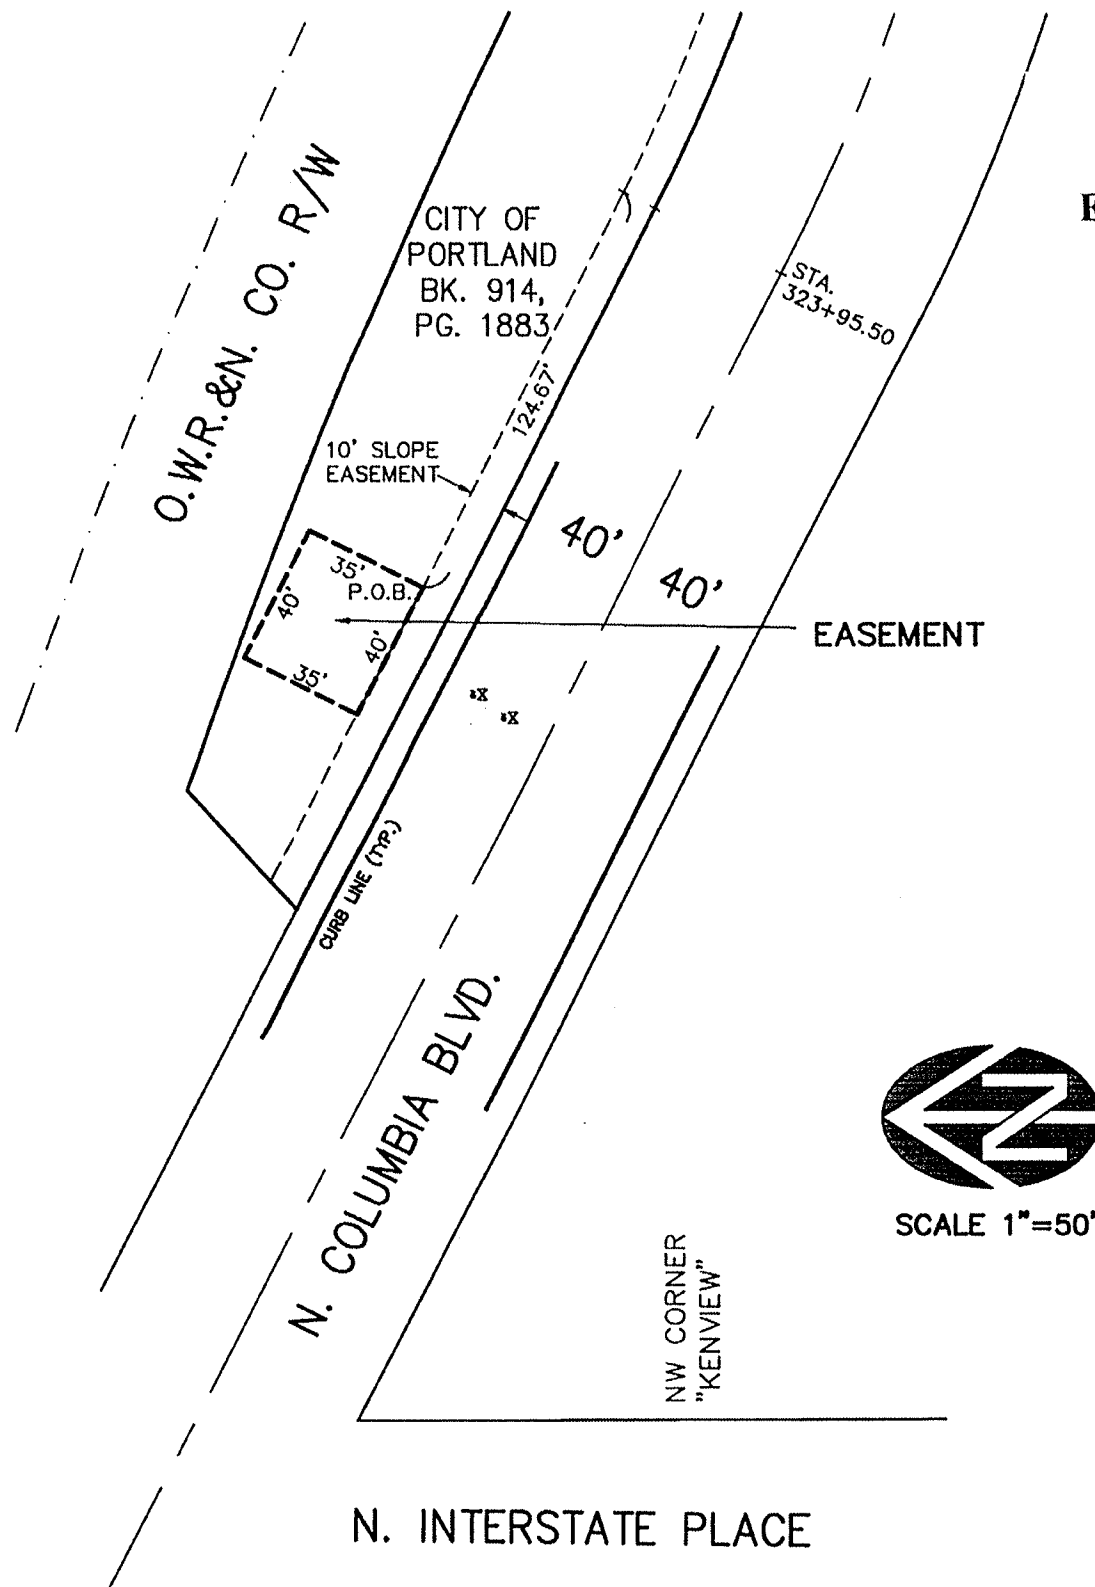 O.W.R.&N. CO. R/W
CITY OF
PORTLAND
BK. 914,
PG. 1883
E
STA.
323+95.50
124.67'
10' SLOPE
EASEMENT
40'
40'
35'
P.O.B.
40'
40'
35'
EASEMENT
*X
*X
CURB LINE (TYP.)
N. COLUMBIA BLVD.
N
SCALE 1"=50'
NW CORNER
"KENVIEW"
N. INTERSTATE PLACE